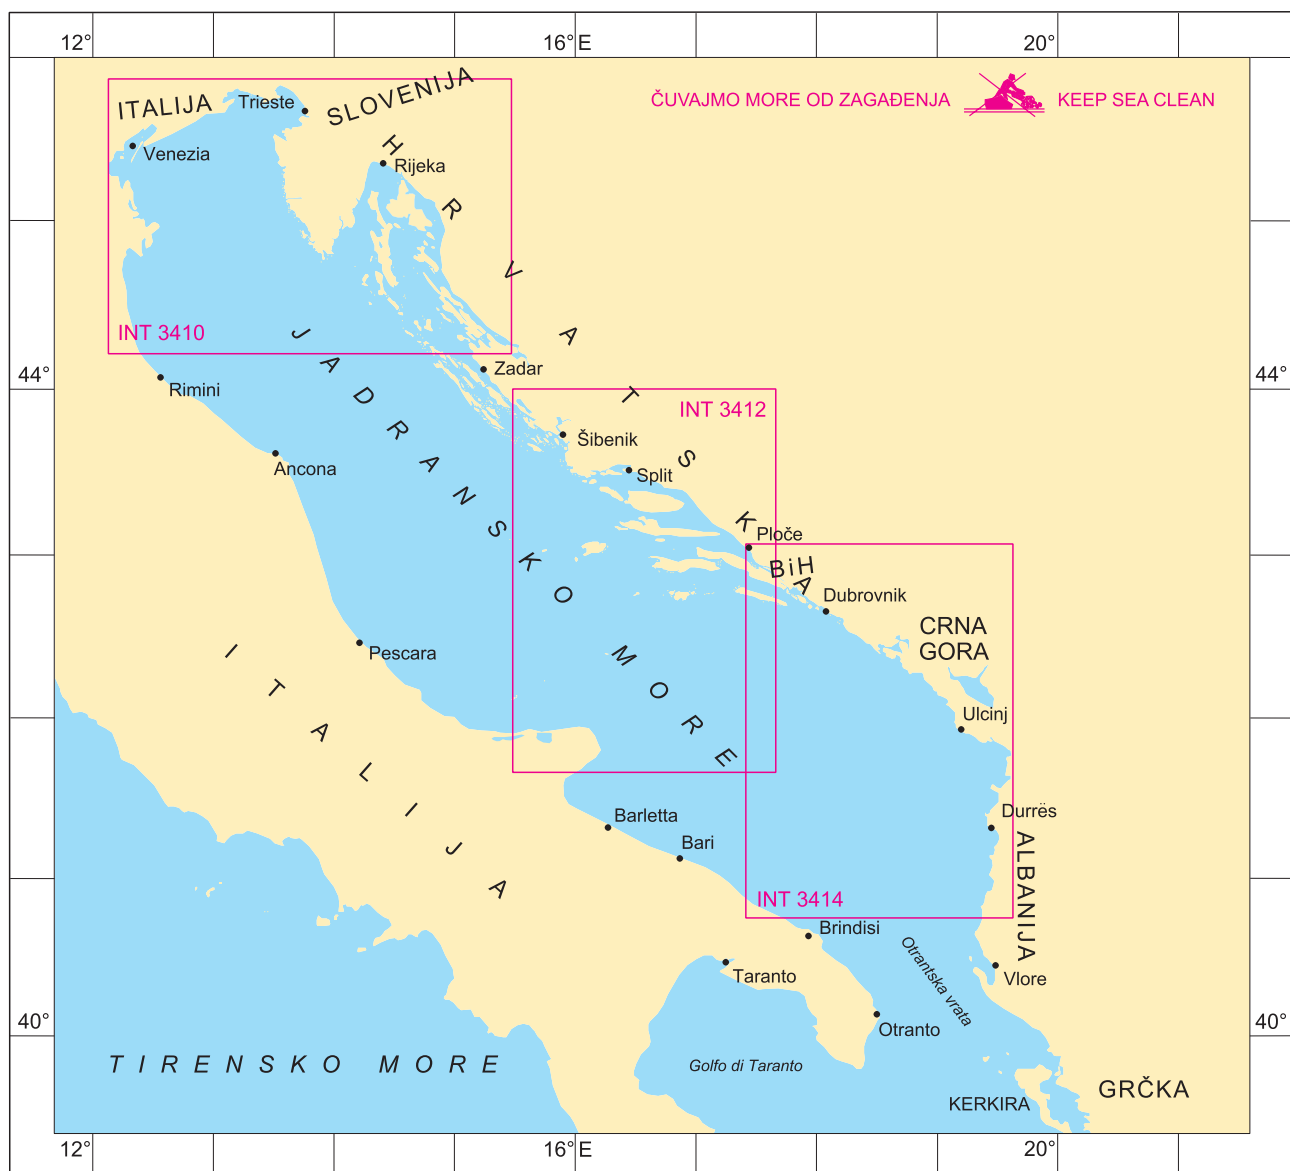 12°
16°E
20°
ITALIJA
Trieste
SLOVENIJA
ČUVAJMO MORE OD ZAGAĐENJA
KEEP SEA CLEAN
Venezia
Rijeka
HRVATSKA
INT 3410
JADRANSKO MORE
Zadar
44°
44°
Rimini
INT 3412
Šibenik
Ancona
Split
Ploče
BiH
Dubrovnik
CRNA
GORA
Pescara
ITALIJA
Ulcinj
Durrës
Barletta
Bari
ALBANIJA
INT 3414
Brindisi
Otrantska vrata
Taranto
Vlore
40°
40°
Otranto
TIRENSKO MORE
Golfo di Taranto
GRČKA
KERKIRA
12°
16°E
20°